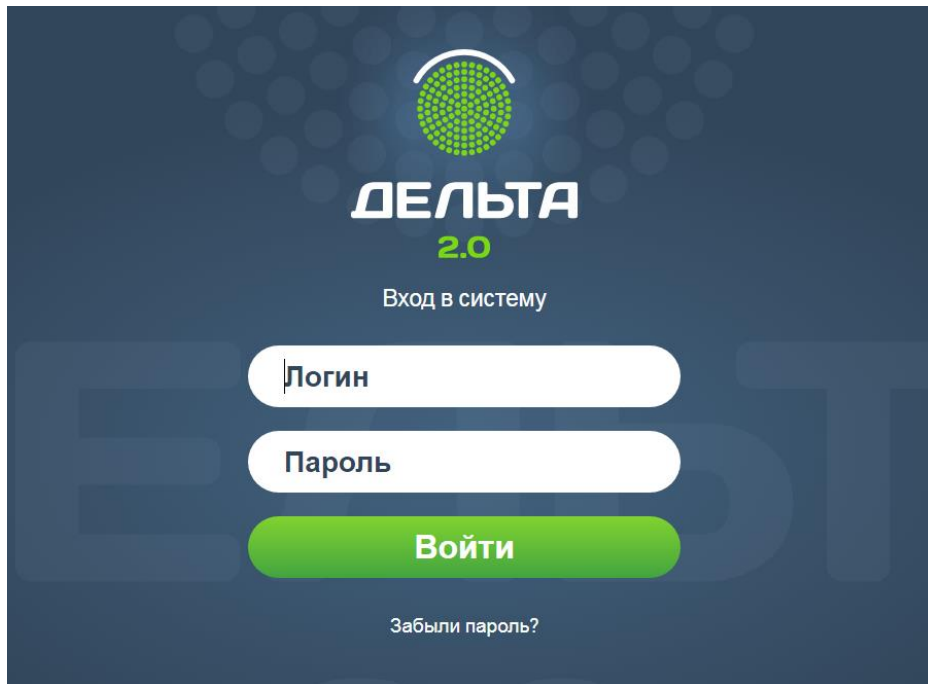 ДЕЛЬТА
2.0
Вход в систему
Логин
Пароль
Войти
Забыли пароль?